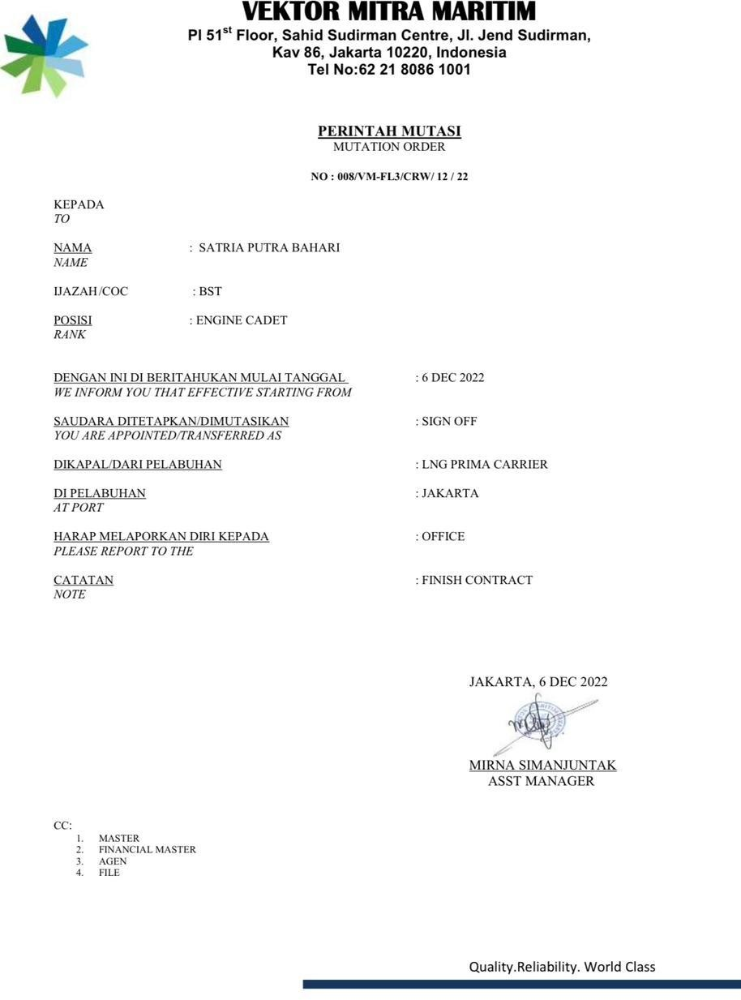 VEKTOR MITRA MARITIM
Pl 51st Floor, Sahid Sudirman Centre, Jl. Jend Sudirman,
Kav 86, Jakarta 10220, Indonesia
Tel No:62 21 8086 1001
PERINTAH MUTASI
MUTATION ORDER
NO : 008/VM-FL3/CRW/ 12 / 22
KEPADA
TO
NAMA : SATRIA PUTRA BAHARI
NAME
IJAZAH/COC : BST
POSISI : ENGINE CADET
RANK
DENGAN INI DI BERITAHUKAN MULAI TANGGAL : 6 DEC 2022
WE INFORM YOU THAT EFFECTIVE STARTING FROM
SAUDARA DITETAPKAN/DIMUTASIKAN : SIGN OFF
YOU ARE APPOINTED/TRANSFERRED AS
DIKAPAL/DARI PELABUHAN : LNG PRIMA CARRIER
DI PELABUHAN : JAKARTA
AT PORT
HARAP MELAPORKAN DIRI KEPADA : OFFICE
PLEASE REPORT TO THE
CATATAN : FINISH CONTRACT
NOTE
JAKARTA, 6 DEC 2022
MIRNA SIMANJUNTAK
ASST MANAGER
CC:
1. MASTER
2. FINANCIAL MASTER
3. AGEN
4. FILE
Quality.Reliability. World Class